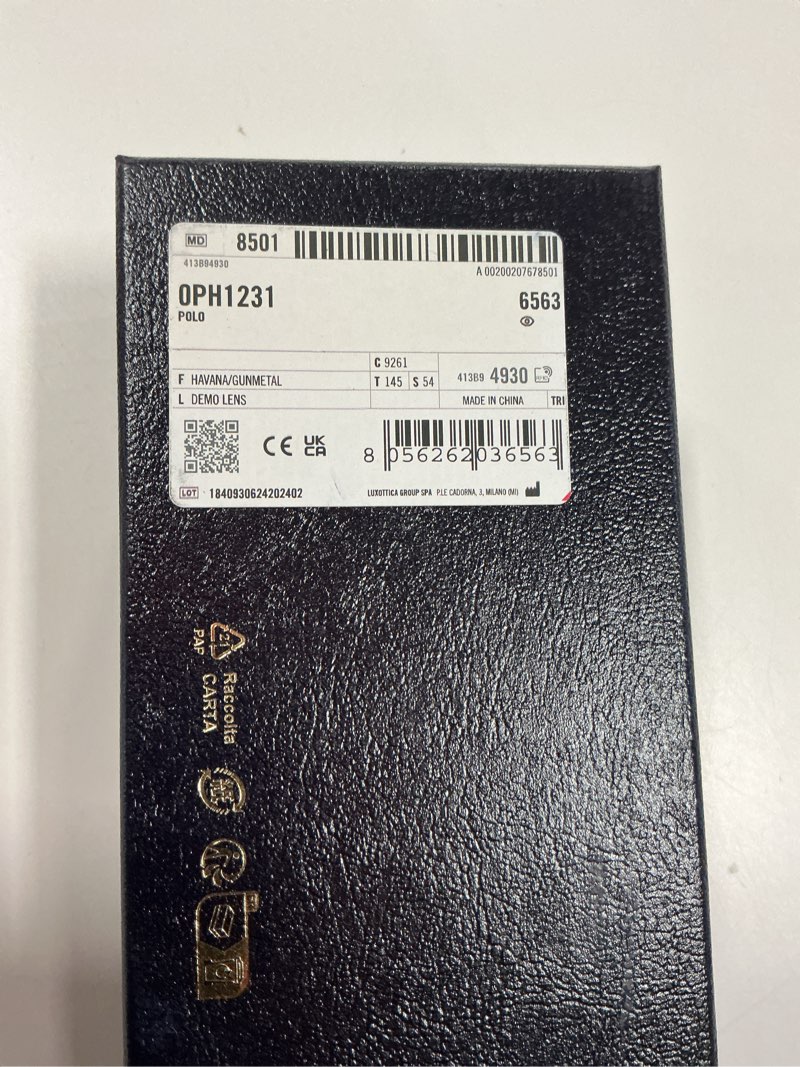 MD 8501
413B94930
A 00200207678501
0PH1231
6563
POLO
C 9261
F HAVANA/GUNMETAL
T 145 S 54
413B9 4930
L DEMO LENS
MADE IN CHINA
TRI
CE UK CA
8 056262 036563
LOT 1840930624202402
LUXOTTICA GROUP SPA P.LE CADORNA, 3, MILANO (MI)
21
PAP
Raccolta
CARTA